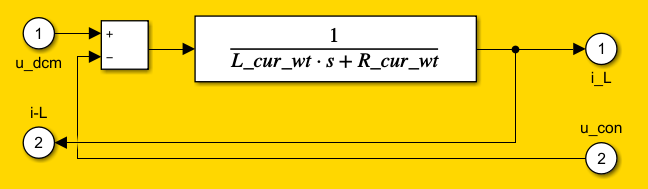 1
u_dcm
+
−
1
L_cur_wt · s + R_cur_wt
1
i_L
i-L
2
u_con
2